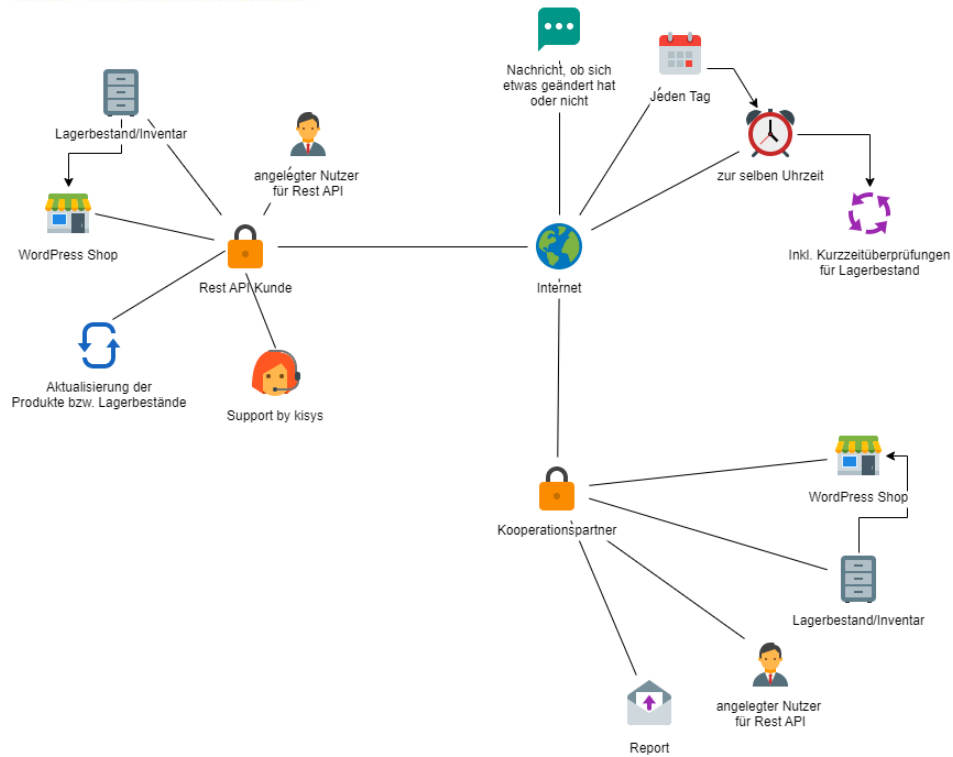 Nachricht, ob sich
etwas geändert hat
oder nicht
Jeden Tag
Lagerbestand/Inventar
angelegter Nutzer
für Rest API
zur selben Uhrzeit
WordPress Shop
Inkl. Kurzzeitüberprüfungen
für Lagerbestand
Rest API Kunde
Internet
Aktualisierung der
Produkte bzw. Lagerbestände
Support by kisys
WordPress Shop
Kooperationspartner
Lagerbestand/Inventar
angelegter Nutzer
für Rest API
Report